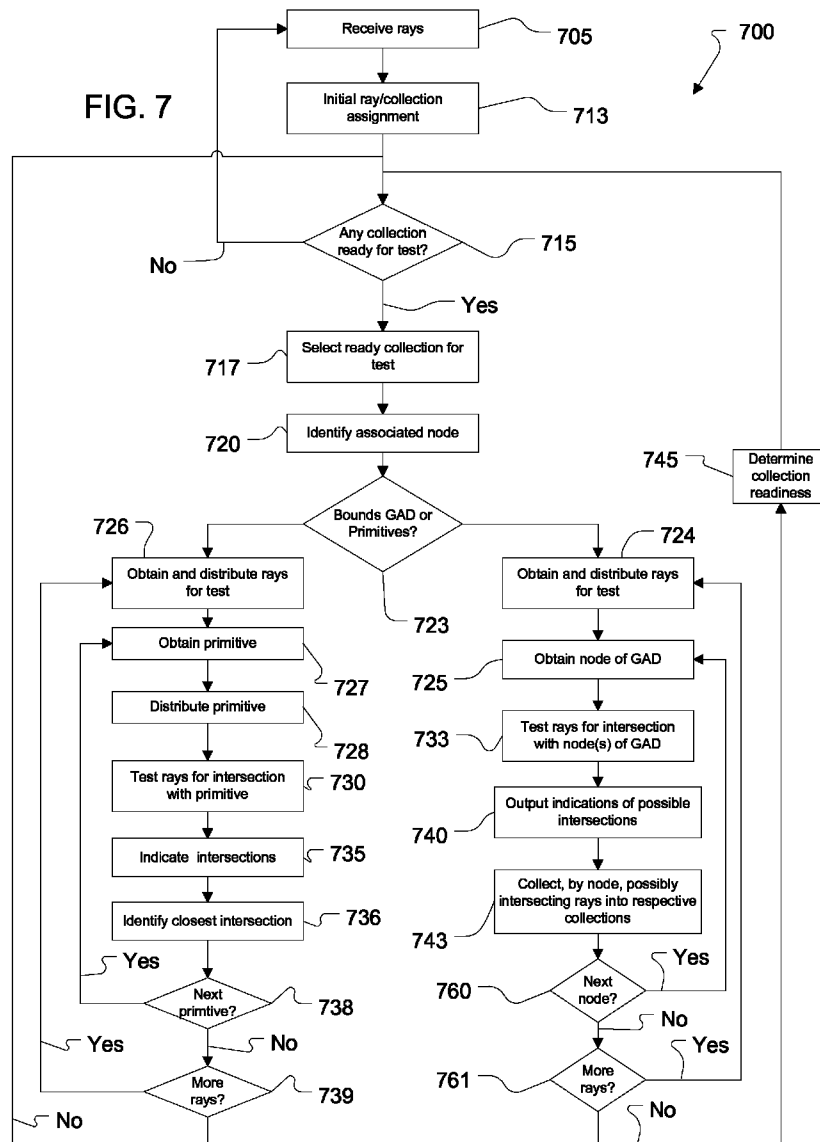 Receive rays
705
700
FIG. 7
Initial ray/collection
assignment
713
Any collection
ready for test?
715
No
Yes
717
Select ready collection for
test
720
Identify associated node
745
Determine
collection
readiness
Bounds GAD or
Primitives?
723
726
Obtain and distribute rays
for test
724
Obtain and distribute rays
for test
Obtain primitive
727
725
Obtain node of GAD
Distribute primitive
728
733
Test rays for intersection
with node(s) of GAD
Test rays for intersection
with primitive
730
740
Output indications of possible
intersections
Indicate intersections
735
743
Collect, by node, possibly
intersecting rays into respective
collections
Identify closest intersection
736
Yes
Next
primtive?
738
No
760
Next
node?
Yes
No
Yes
More
rays?
739
No
761
More
rays?
Yes
No